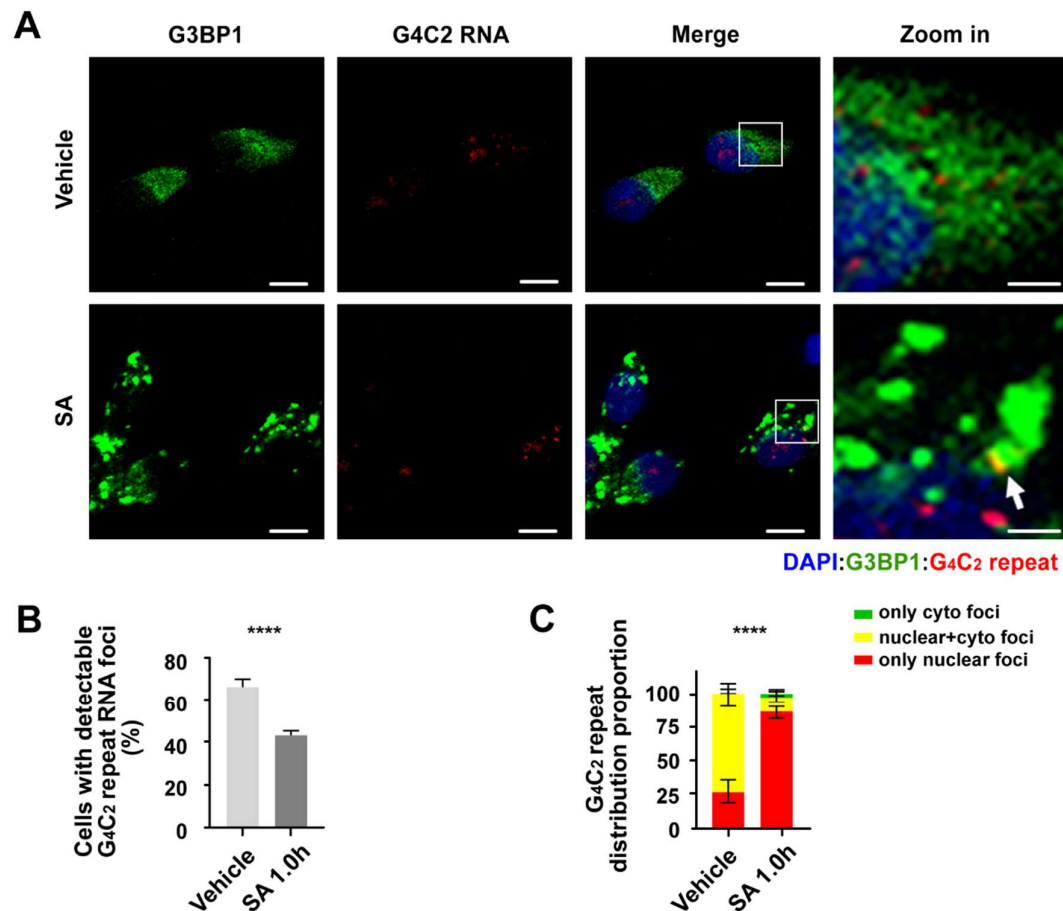 A
G3BP1
G4C2 RNA
Merge
Zoom in
Vehicle
SA
DAPI:G3BP1:G4C2 repeat
B
Cells with detectable
G4C2 repeat RNA foci
(%)
****
80
60
40
20
0
Vehicle
SA 1.0h
C
G4C2 repeat
distribution proportion
****
100
75
50
25
0
Vehicle
SA 1.0h
only cyto foci
nuclear+cyto foci
only nuclear foci